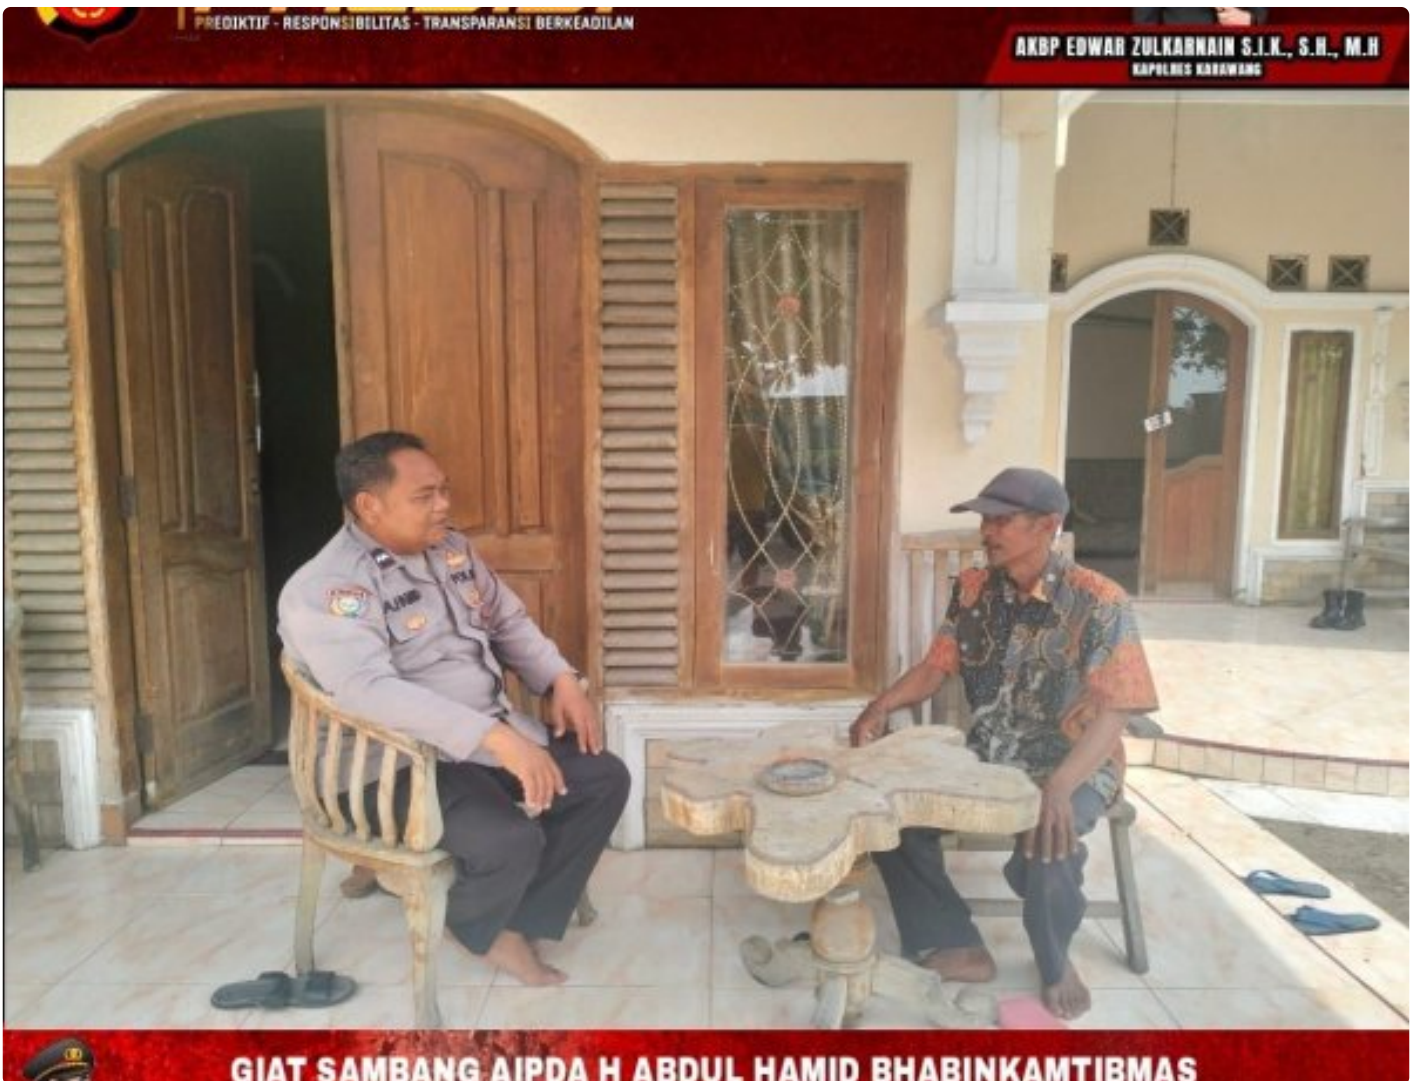 PREDIKTIF - RESPONSIBILITAS - TRANSPARANSI BERKEADILAN
AKBP EDWAR ZULKARNAIN S.I.K., S.H., M.H
KAPOLRES KARAWANG
GIAT SAMBANG AIPDA H ABDUL HAMID BHABINKAMTIBMAS